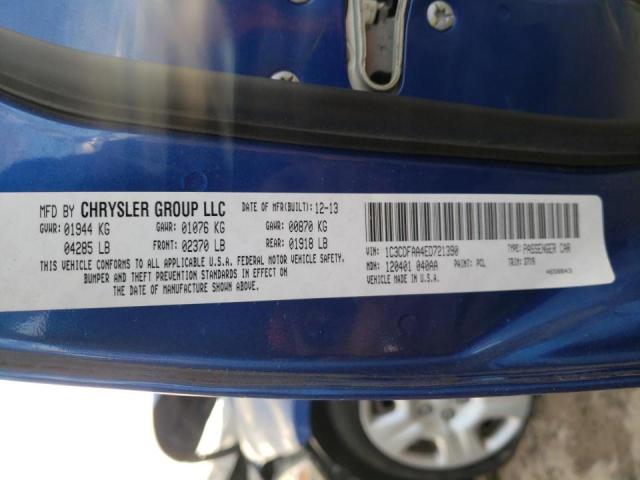 MFD BY CHRYSLER GROUP LLC DATE OF MFR(BUILT): 12-13
GVWR: 01944 KG GAWR: 01076 KG GAWR: 00870 KG
04285 LB FRONT: 02370 LB REAR: 01918 LB
THIS VEHICLE CONFORMS TO ALL APPLICABLE U.S.A. FEDERAL MOTOR VEHICLE SAFETY,
BUMPER AND THEFT PREVENTION STANDARDS IN EFFECT ON
THE DATE OF MANUFACTURE SHOWN ABOVE.
VIN: 1C3CDFAA4ED721390 TYPE: PASSENGER CAR
MDH: 120401 040AA PAINT: PCL TRIM:
VEHICLE MADE IN U.S.A.